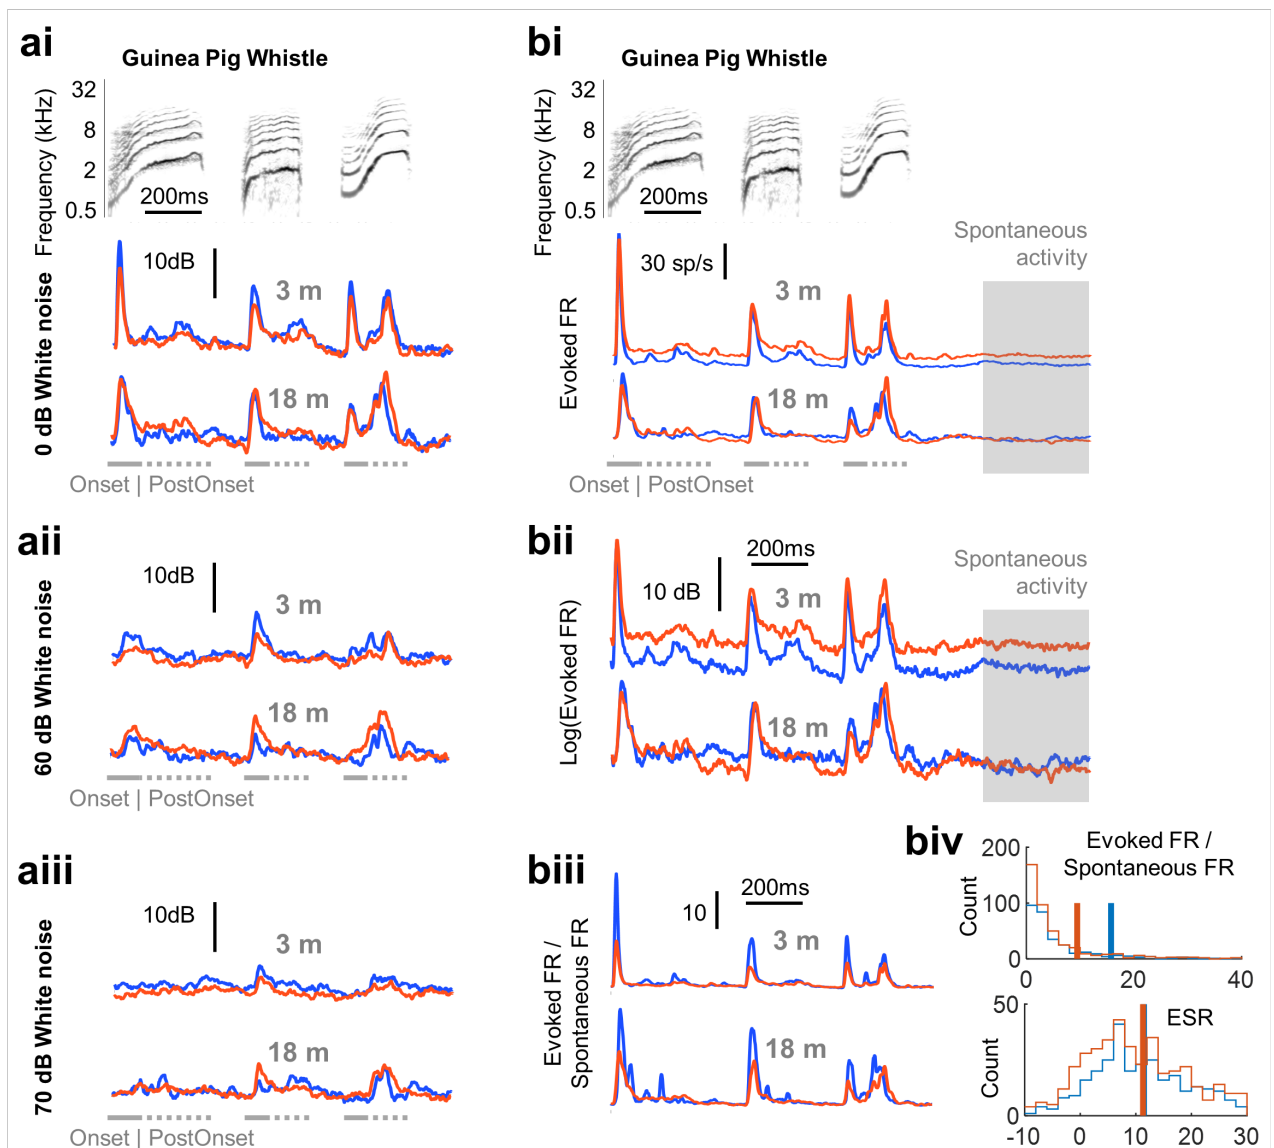 ai
Guinea Pig Whistle
Frequency (kHz)
32
8
2
0.5
200ms
0 dB White noise
10dB
3 m
18 m
Onset | PostOnset
aii
60 dB White noise
10dB
3 m
18 m
Onset | PostOnset
aiii
70 dB White noise
10dB
3 m
18 m
Onset | PostOnset
bi
Guinea Pig Whistle
Frequency (kHz)
32
8
2
0.5
200ms
Evoked FR
30 sp/s
3 m
18 m
Spontaneous
activity
Onset | PostOnset
bii
Log(Evoked FR)
200ms
10 dB
3 m
18 m
Spontaneous
activity
biii
Evoked FR /
Spontaneous FR
200ms
10
3 m
18 m
biv
Evoked FR /
Spontaneous FR
Count
200
100
0
0
20
40
ESR
Count
50
0
-10
0
10
20
30